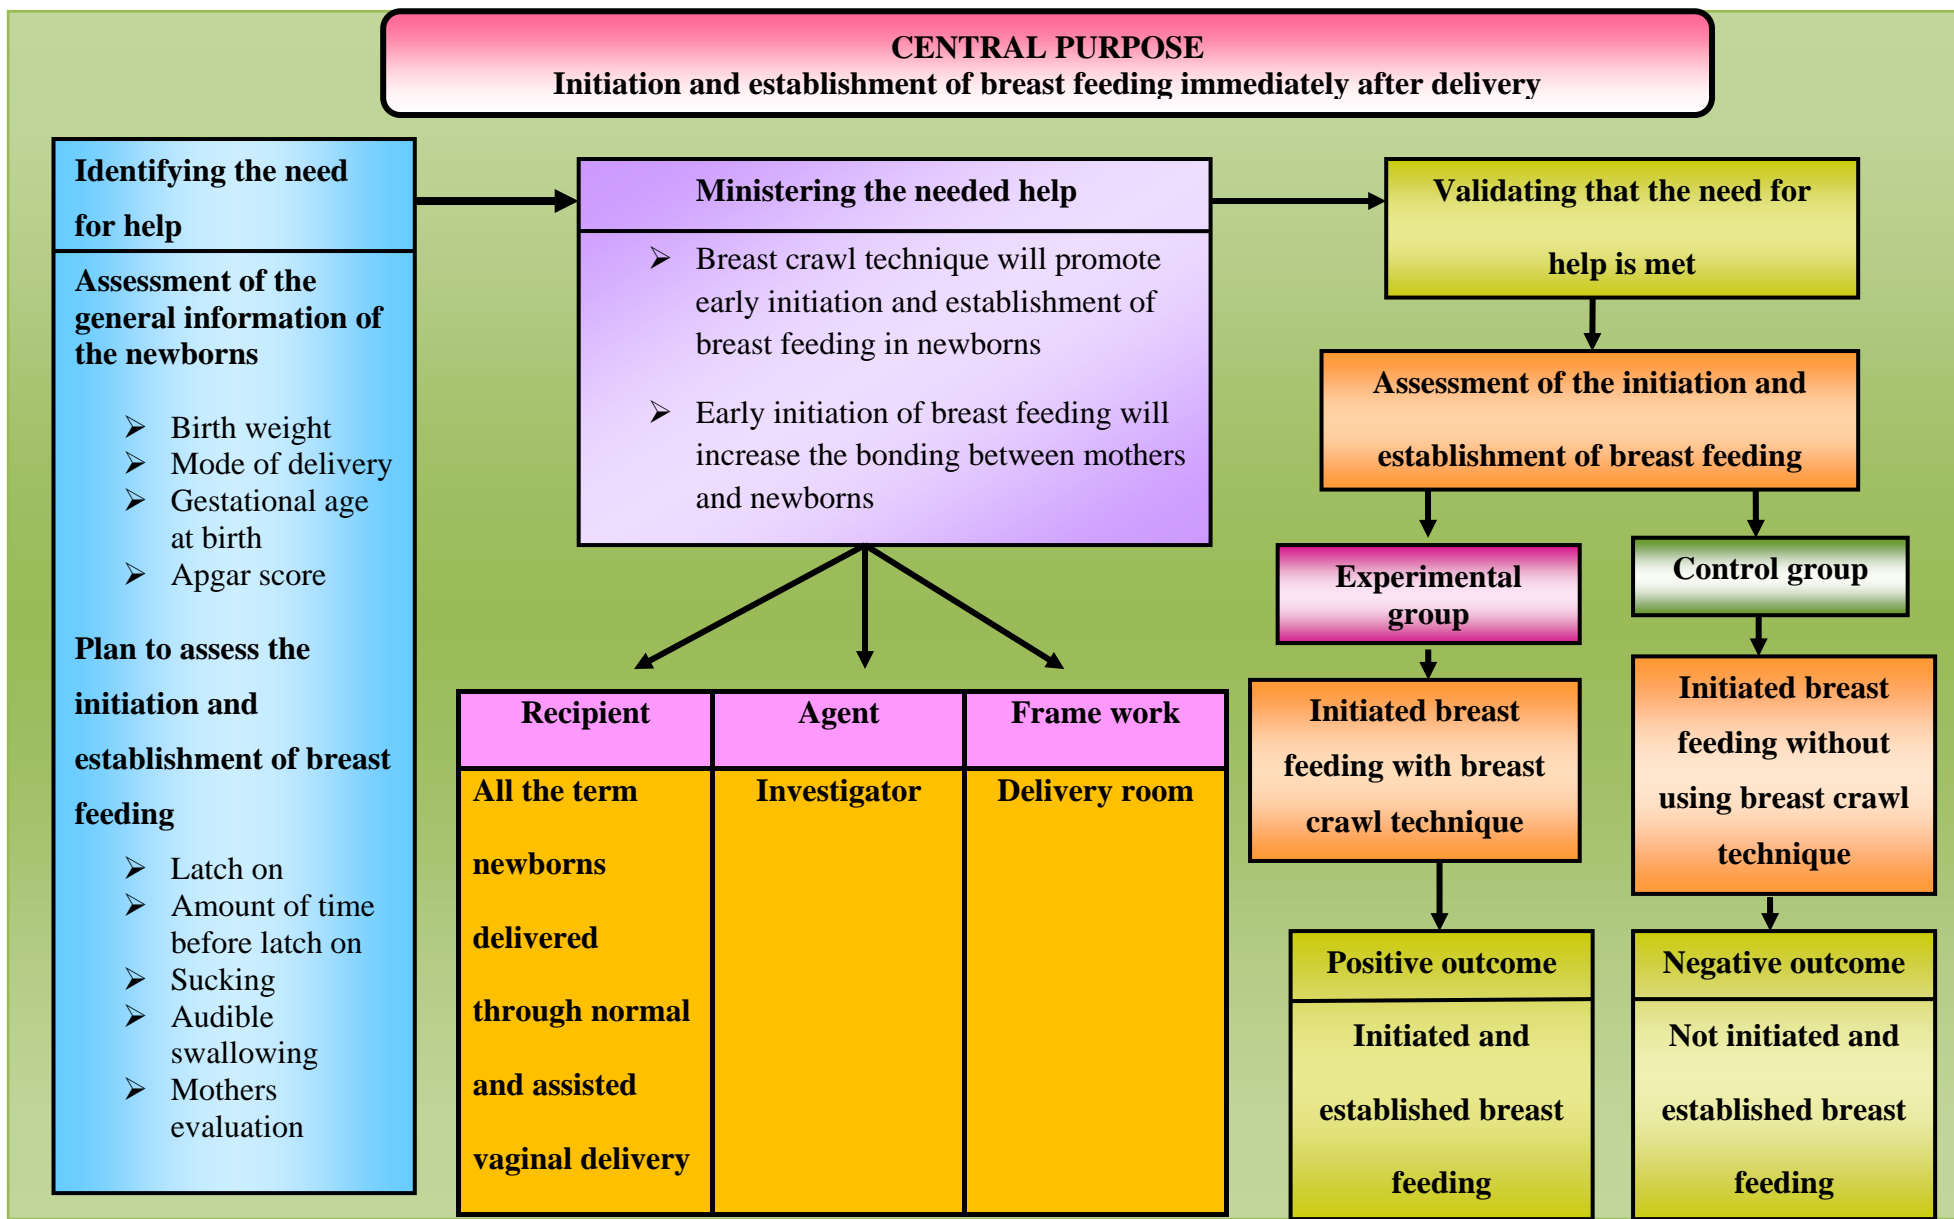 CENTRAL PURPOSE
Initiation and establishment of breast feeding immediately after delivery
Identifying the need
for help
Assessment of the
general information of
the newborns
➢ Birth weight
➢ Mode of delivery
➢ Gestational age
at birth
➢ Apgar score
Plan to assess the
initiation and
establishment of breast
feeding
➢ Latch on
➢ Amount of time
before latch on
➢ Sucking
➢ Audible
swallowing
➢ Mothers
evaluation
Ministering the needed help
➢ Breast crawl technique will promote
early initiation and establishment of
breast feeding in newborns
➢ Early initiation of breast feeding will
increase the bonding between mothers
and newborns
Recipient
All the term
newborns
delivered
through normal
and assisted
vaginal delivery
Agent
Investigator
Frame work
Delivery room
Validating that the need for
help is met
Assessment of the initiation and
establishment of breast feeding
Experimental
group
Initiated breast
feeding with breast
crawl technique
Positive outcome
Initiated and
established breast
feeding
Control group
Initiated breast
feeding without
using breast crawl
technique
Negative outcome
Not initiated and
established breast
feeding